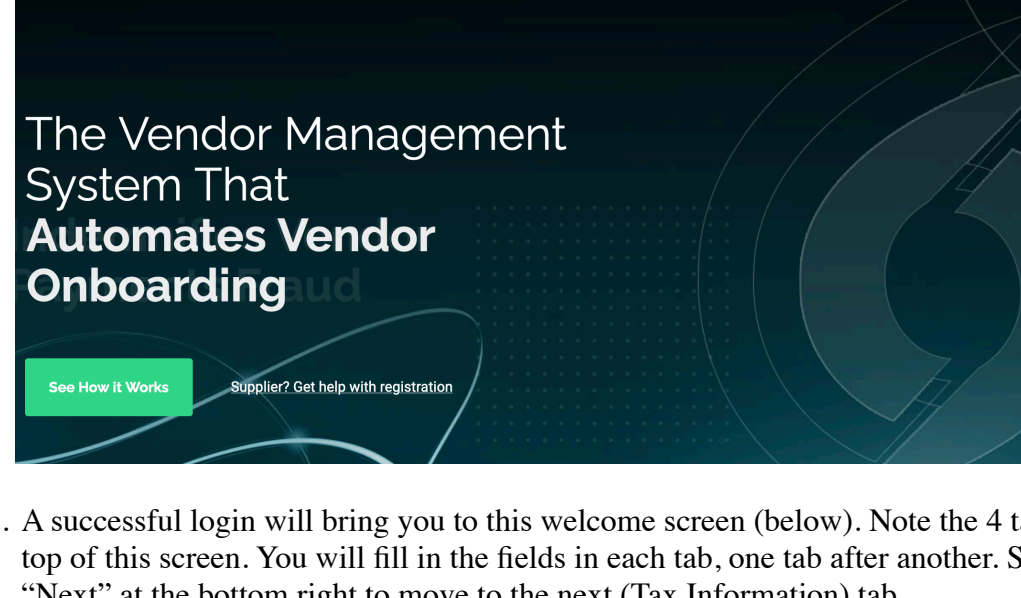 The Vendor Management
System That
Automates Vendor
Onboarding
aud
See How it Works
Supplier? Get help with registration
. A successful login will bring you to this welcome screen (below). Note the 4
top of this screen. You will fill in the fields in each tab, one tab after another.
“Next” at the bottom right to move to the next (Tax Information) tab